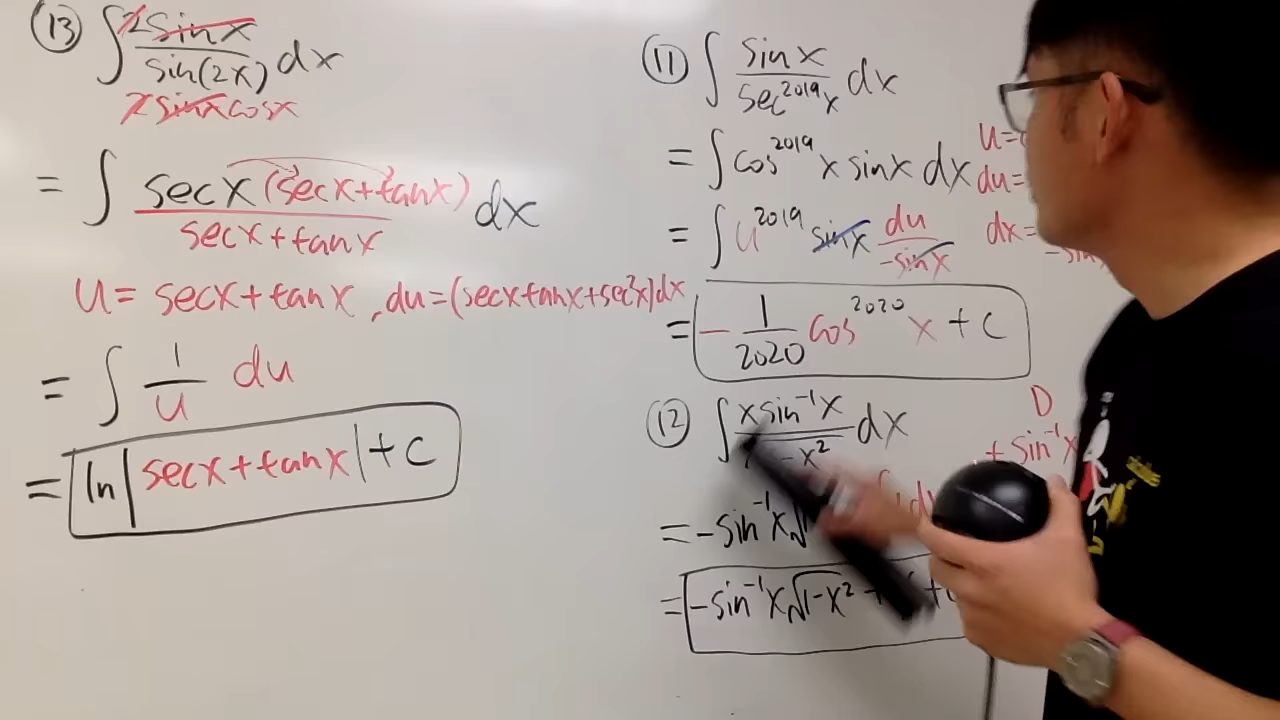 ⑬ ∫ 2sinx / sin(2x) dx
2sinxcosx
= ∫ secx(secx+tanx) / secx+tanx dx
u = secx+tanx, du=(secxtanx+sec²x)dx
= ∫ 1/u du
= ln|secx+tanx|+C
⑪ ∫ sinx / sec²⁰¹⁹x dx
= ∫ cos²⁰¹⁹x sinx dx
u=
du=
= ∫ u²⁰¹⁹ sinx du/-sinx
dx=
= -1/2020 cos²⁰²⁰x + C
⑫ ∫ xsin⁻¹x / -x² dx
D
+ sin⁻¹x
= -sin⁻¹x√1
= -sin⁻¹x√1-x² +